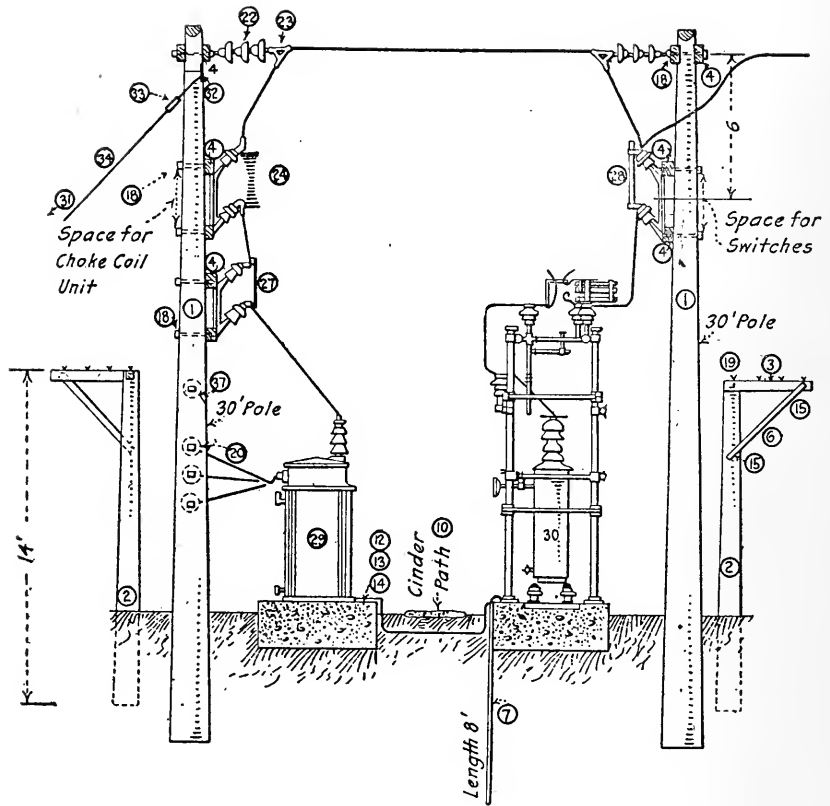 22 23
33 4 32
34
31
18
Space for
Choke Coil
Unit
4
24
4
27
1
18
37
30' Pole
20
14'
2
29
12
13
14
Cinder
Path
10
30
Length 8'
7
18 4
6
4
28
4
Space for
Switches
1
30' Pole
19 3
15
6
15
2